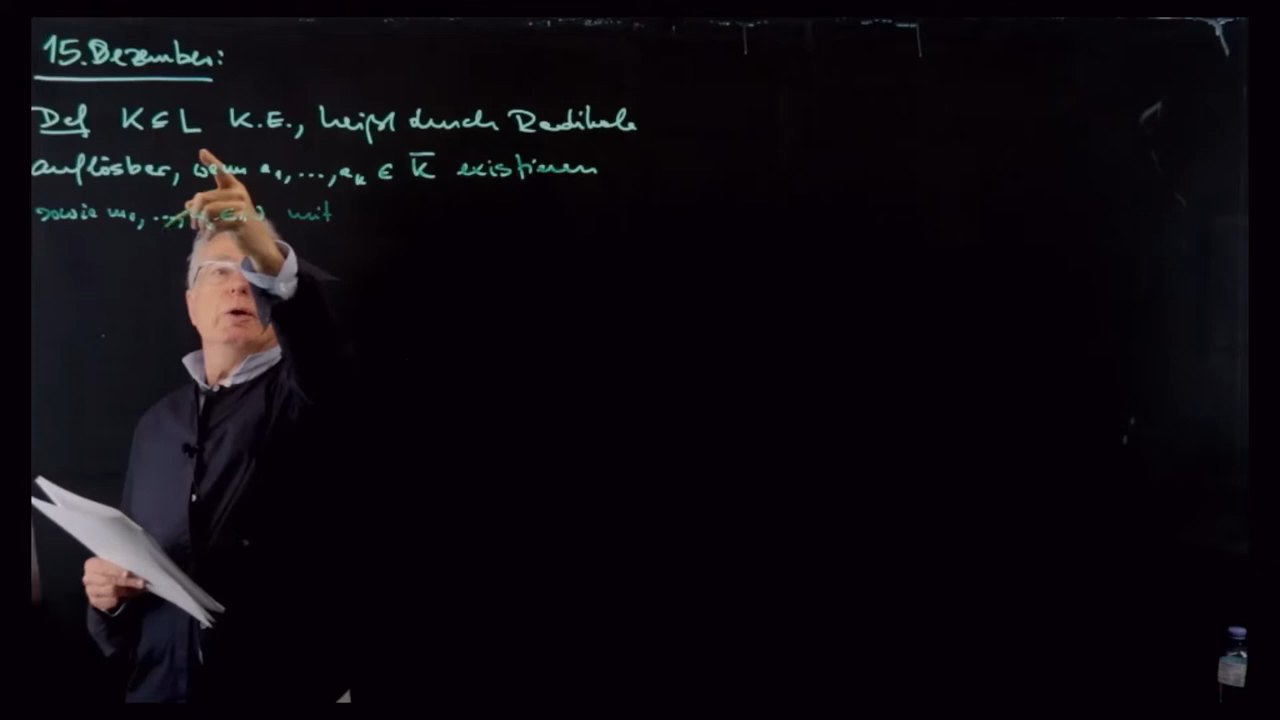 15. Dezember:
Def K ⊆ L K.E., heißt durch Radikale
auflösbar, wenn a₁, ..., aₖ ∈ K̅ existieren
sowie m₁, ..., mit